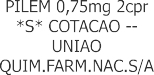 PILEM 0,75mg 2cpr
*S* COTACAO --
UNIAO
QUIM.FARM.NAC.S/A